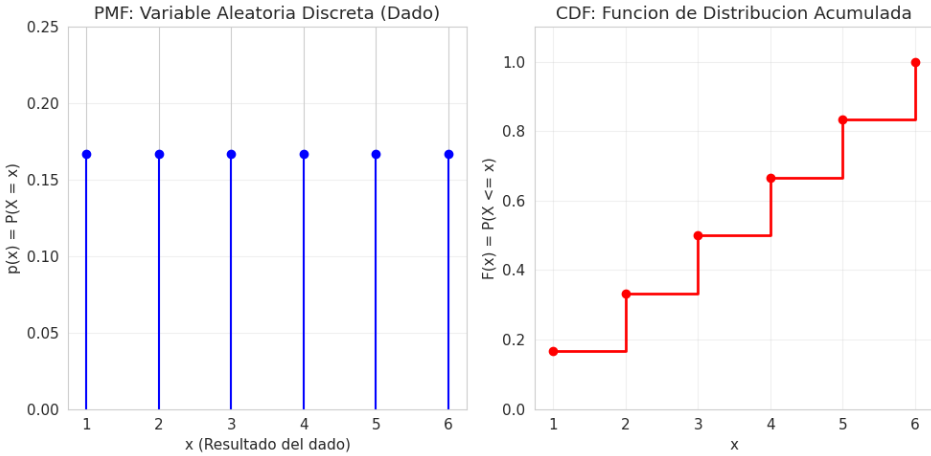 PMF: Variable Aleatoria Discreta (Dado)
0.25
0.20
0.15
0.10
0.05
0.00
p(x) = P(X = x)
1 2 3 4 5 6
x (Resultado del dado)
CDF: Funcion de Distribucion Acumulada
1.0
0.8
0.6
0.4
0.2
0.0
F(x) = P(X <= x)
1 2 3 4 5 6
x